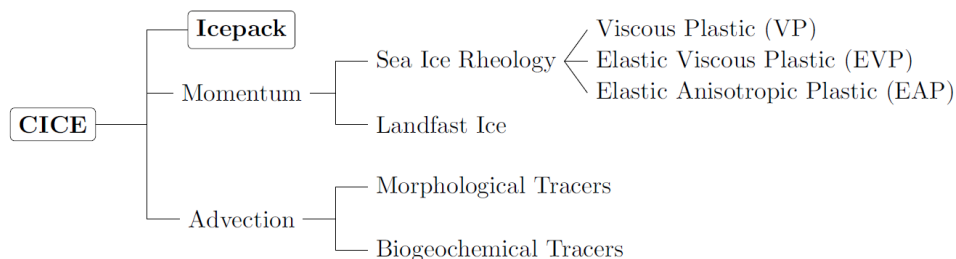 Icepack
Viscous Plastic (VP)
Sea Ice Rheology
Elastic Viscous Plastic (EVP)
Momentum
Elastic Anisotropic Plastic (EAP)
CICE
Landfast Ice
Morphological Tracers
Advection
Biogeochemical Tracers